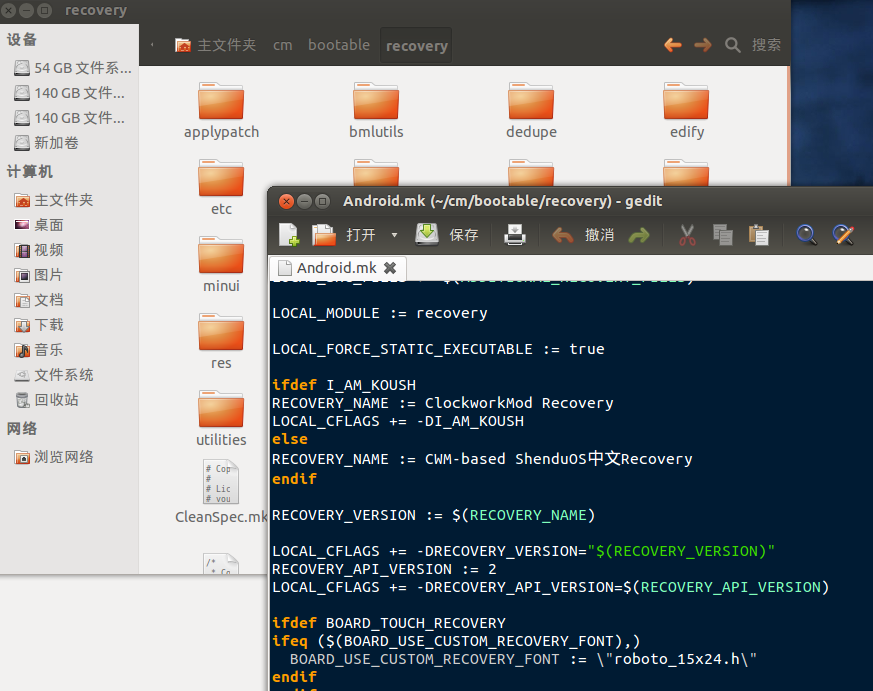 recovery
设备
54 GB 文件系...
140 GB 文件...
140 GB 文件...
新加卷
计算机
主文件夹
桌面
视频
图片
文档
下载
音乐
文件系统
回收站
网络
浏览网络
主文件夹 cm bootable recovery 搜索
applypatch bmlutils dedupe edify
etc
minui
res
utilities
# Cop
#
# Lic
# you
CleanSpec.mk
/*
Android.mk (~/cm/bootable/recovery) - gedit
打开 保存 撤消
Android.mk
LOCAL_MODULE := recovery
LOCAL_FORCE_STATIC_EXECUTABLE := true
ifdef I_AM_KOUSH
RECOVERY_NAME := ClockworkMod Recovery
LOCAL_CFLAGS += -DI_AM_KOUSH
else
RECOVERY_NAME := CWM-based ShenduOS中文Recovery
endif
RECOVERY_VERSION := $(RECOVERY_NAME)
LOCAL_CFLAGS += -DRECOVERY_VERSION="$(RECOVERY_VERSION)"
RECOVERY_API_VERSION := 2
LOCAL_CFLAGS += -DRECOVERY_API_VERSION=$(RECOVERY_API_VERSION)
ifdef BOARD_TOUCH_RECOVERY
ifeq ($(BOARD_USE_CUSTOM_RECOVERY_FONT),)
BOARD_USE_CUSTOM_RECOVERY_FONT := \"roboto_15x24.h\"
endif